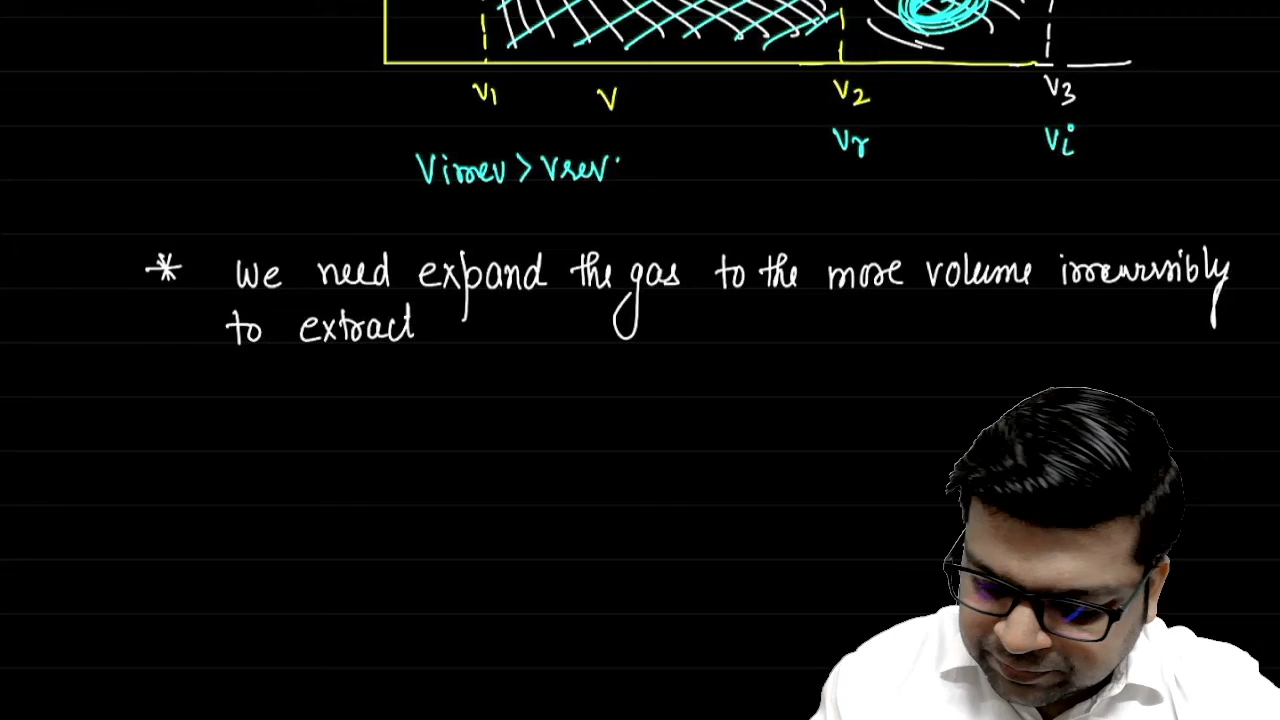 V1 V V2 V3
Vr Vi
Virrev > Vrev.
* We need expand the gas to the more volume irreversibly
to extract